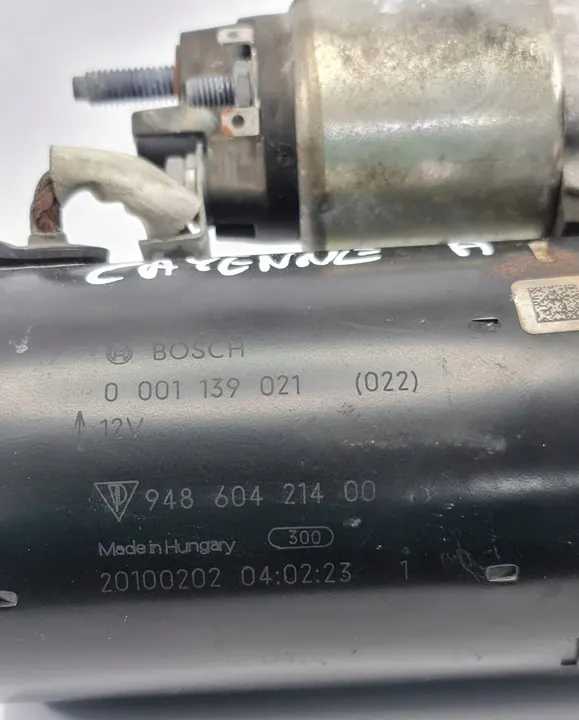 CAYENNE A
BOSCH
0 001 139 021 (022)
12V
948 604 214 00
Made in Hungary 300
20100202 04:02:23 1